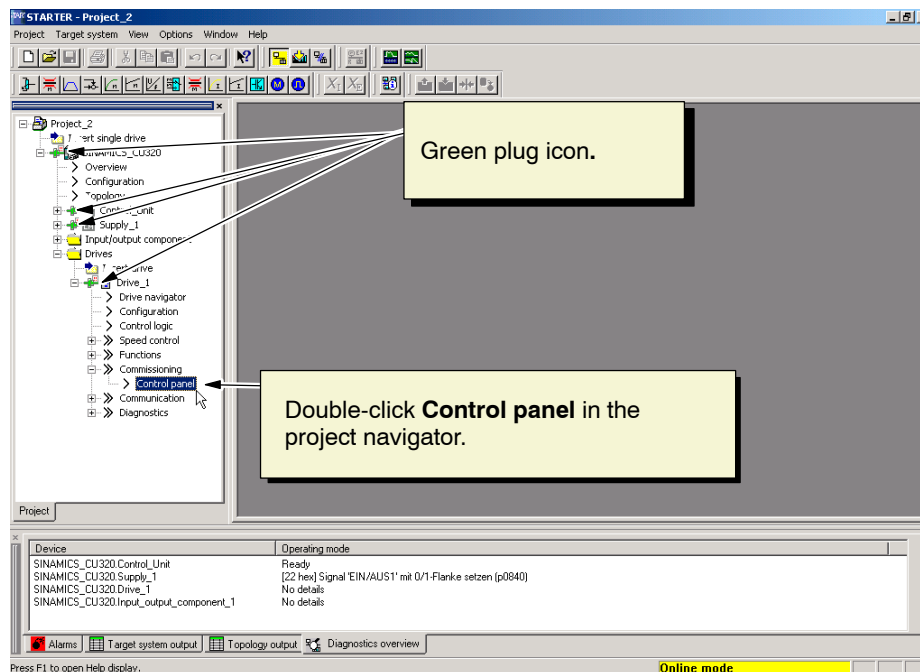 STARTER - Project_2
Project Target system View Options Window Help
Project_2
sert single drive
SINAMICS_CU320
Overview
Configuration
Topology
Control_Unit
Supply_1
Input/output component
Drives
drive
Drive_1
Drive navigator
Configuration
Control logic
Speed control
Functions
Commissioning
Control panel
Communication
Diagnostics
Green plug icon.
Double-click Control panel in the
project navigator.
Project
Device Operating mode
SINAMICS_CU320.Control_Unit Ready
SINAMICS_CU320.Supply_1 [22 hex] Signal 'EIN/AUS1' mit 0/1-Flanke setzen (p0840)
SINAMICS_CU320.Drive_1 No details
SINAMICS_CU320.Input_output_component_1 No details
Alarms Target system output Topology output Diagnostics overview
Press F1 to open Help display. Online mode